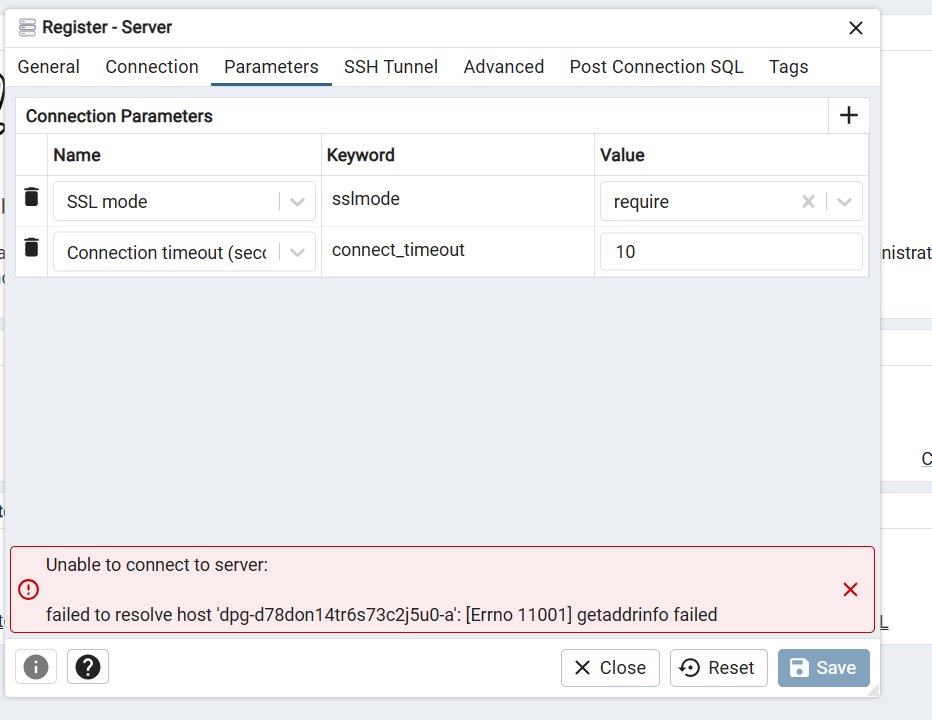 Register - Server
General Connection Parameters SSH Tunnel Advanced Post Connection SQL Tags
Connection Parameters
Name Keyword Value
SSL mode sslmode require
Connection timeout (seco connect_timeout 10
nistrat
Unable to connect to server:
failed to resolve host 'dpg-d78don14tr6s73c2j5u0-a': [Errno 11001] getaddrinfo failed
Close Reset Save